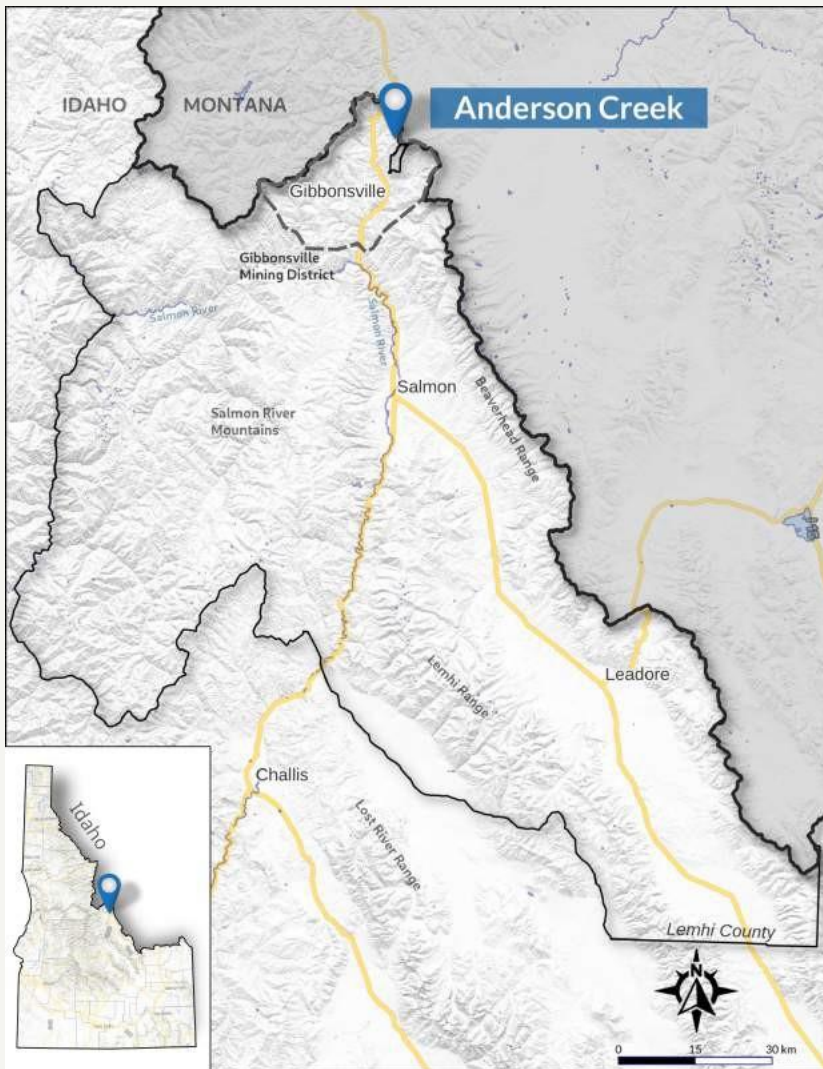 IDAHO
MONTANA
Anderson Creek
Gibbonsville
Gibbonsville
Mining District
Salmon River
Salmon River
Salmon
Salmon River
Mountains
Beaverhead Range
Leadore
Lemhi Range
Challis
Lost River Range
Idaho
Lemhi County
N
0 15 30 km